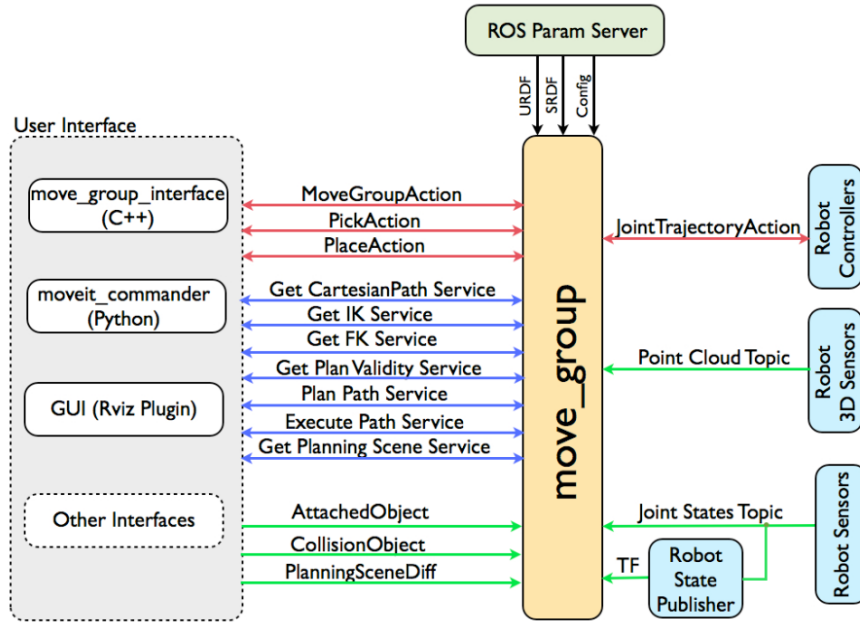 ROS Param Server
URDF
SRDF
Config
User Interface
move_group_interface
(C++)
moveit_commander
(Python)
GUI (Rviz Plugin)
Other Interfaces
MoveGroupAction
PickAction
PlaceAction
Get CartesianPath Service
Get IK Service
Get FK Service
Get Plan Validity Service
Plan Path Service
Execute Path Service
Get Planning Scene Service
AttachedObject
CollisionObject
PlanningSceneDiff
move_group
JointTrajectoryAction
Robot
Controllers
Point Cloud Topic
Robot
3D Sensors
Joint States Topic
Robot Sensors
TF
Robot
State
Publisher